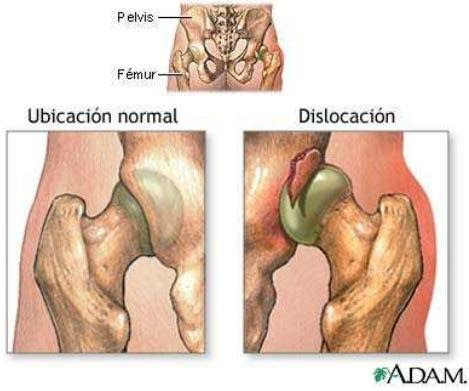 Pelvis
Fémur
Ubicación normal
Dislocación
ADAM.